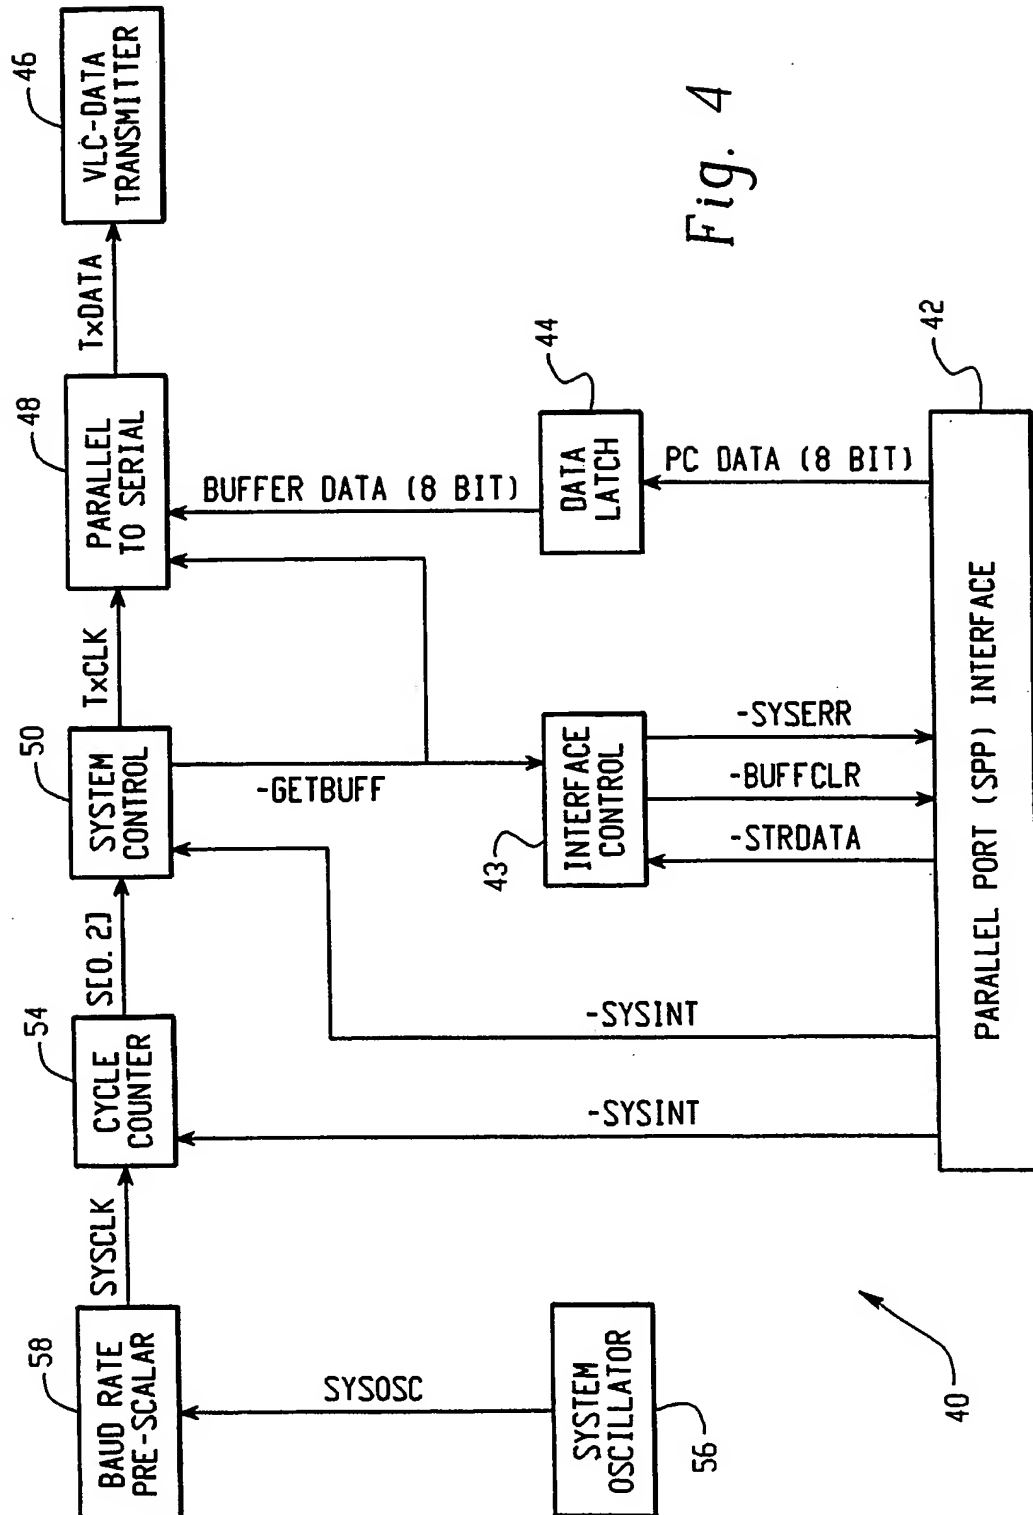 58
BAUD RATE
PRE-SCALAR
SYSCLK
54
CYCLE
COUNTER
S[0. 2]
50
SYSTEM
CONTROL
TxCLK
48
PARALLEL
TO SERIAL
TxDATA
46
VLC-DATA
TRANSMITTER
SYSOSC
-GETBUFF
BUFFER DATA (8 BIT)
SYSTEM
OSCILLATOR
56
-SYSINT
-SYSINT
43
INTERFACE
CONTROL
44
DATA
LATCH
-STRDATA
-BUFFCLR
-SYSERR
PC DATA (8 BIT)
42
PARALLEL PORT (SPP) INTERFACE
40
Fig. 4